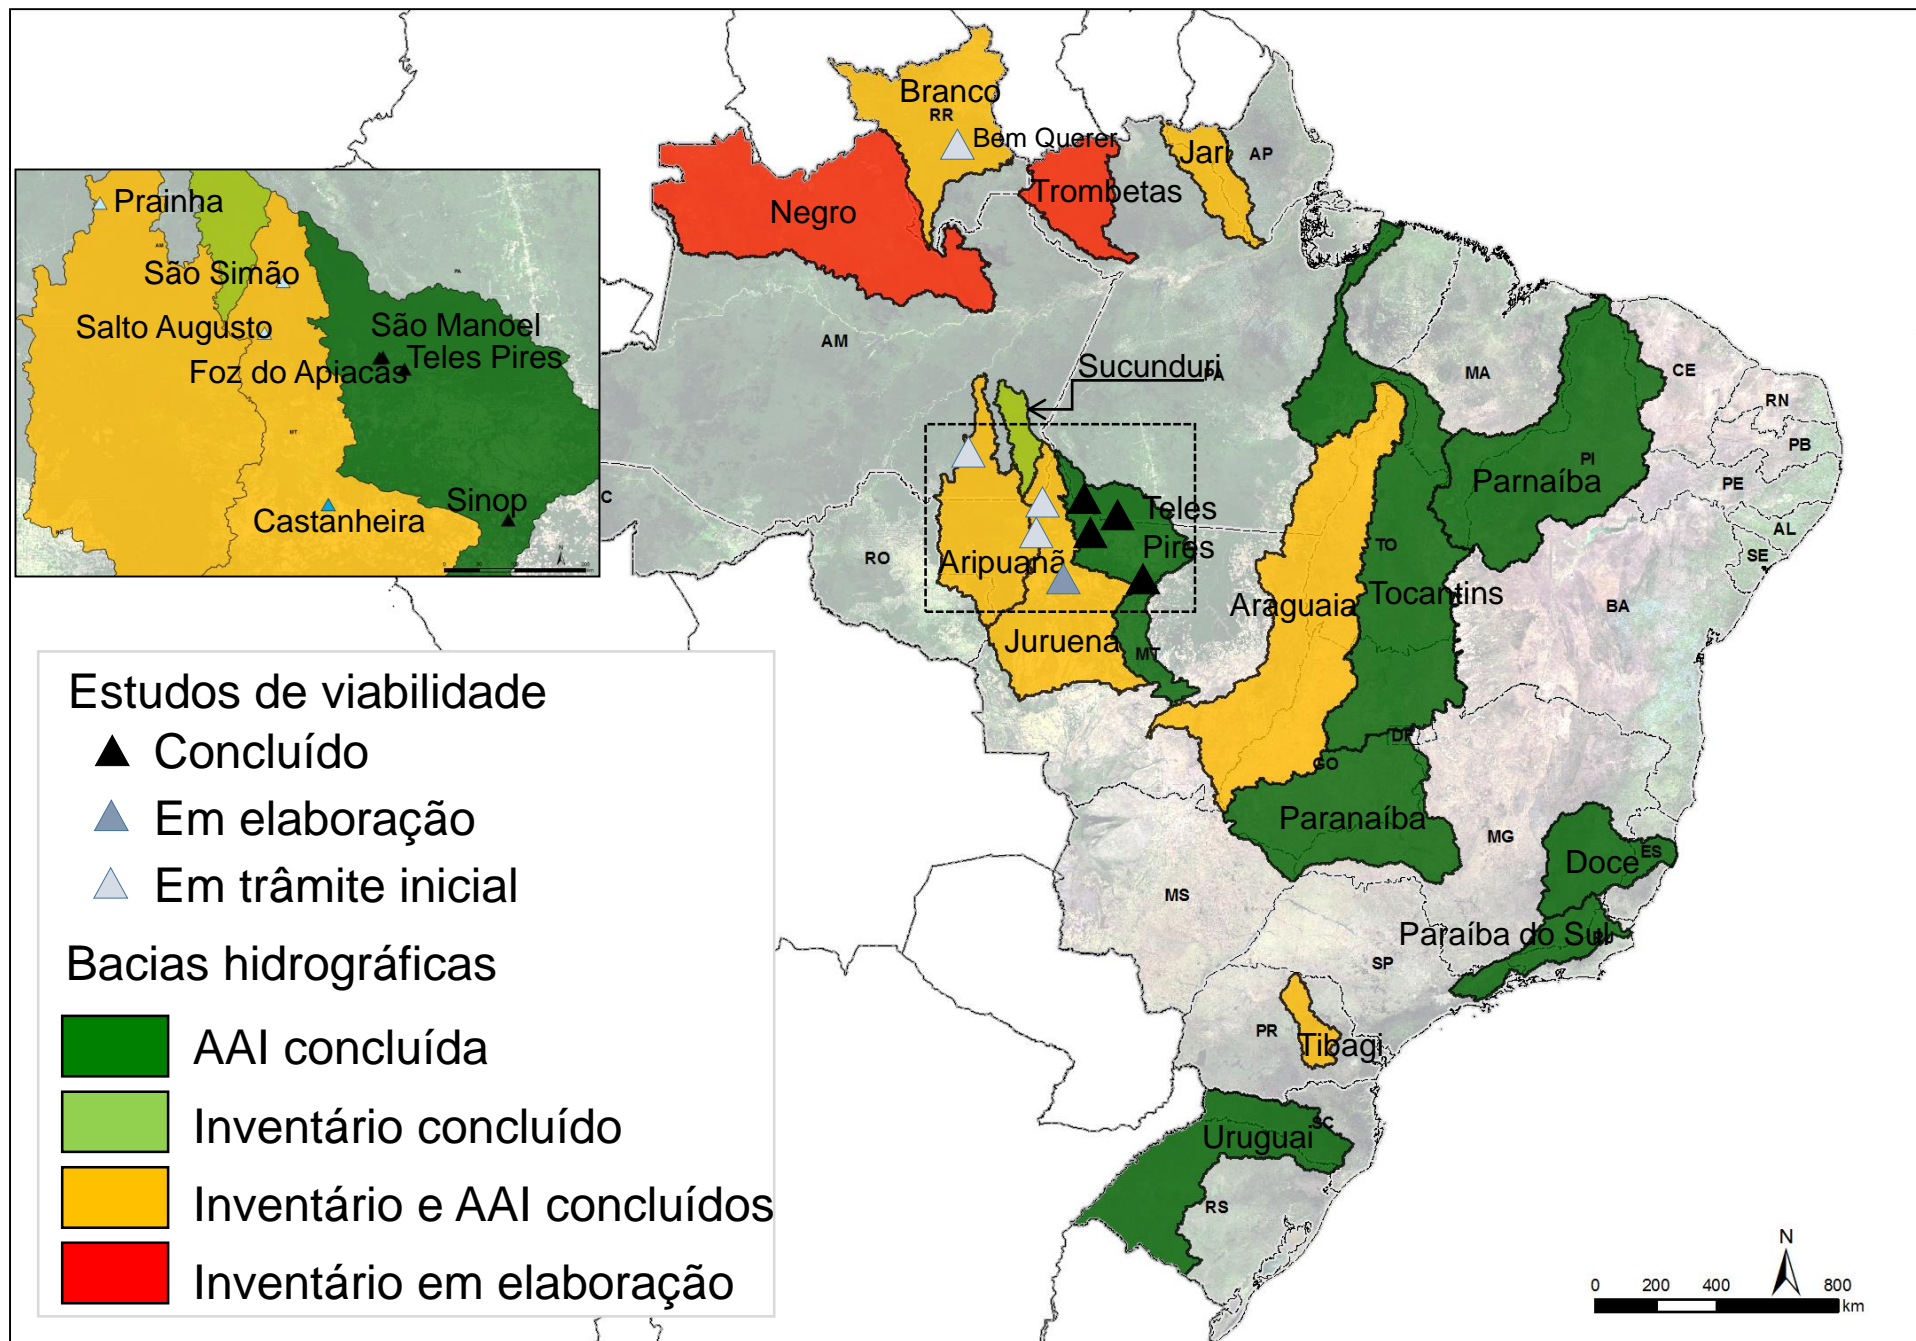 Branco
RR
Bem Querer
Jari
AP
Negro
Trombetas
Prainha
AM
PA
São Simão
Salto Augusto
São Manoel
Teles Pires
Foz do Apiacás
MT
Castanheira
Sinop
AM
Sucunduri
PA
MA
CE
RN
PB
PI
Parnaíba
PE
AL
SE
C
RO
Teles
Pires
Aripuanã
TO
Araguaia
Tocantins
BA
Juruena
MT
DF
GO
Paranaíba
MG
Doce
ES
MS
Paraíba do Sul
SP
PR
Tibagi
SC
Uruguai
RS
Estudos de viabilidade
Concluído
Em elaboração
Em trâmite inicial
Bacias hidrográficas
AAI concluída
Inventário concluído
Inventário e AAI concluídos
Inventário em elaboração
N
0 200 400 800
km